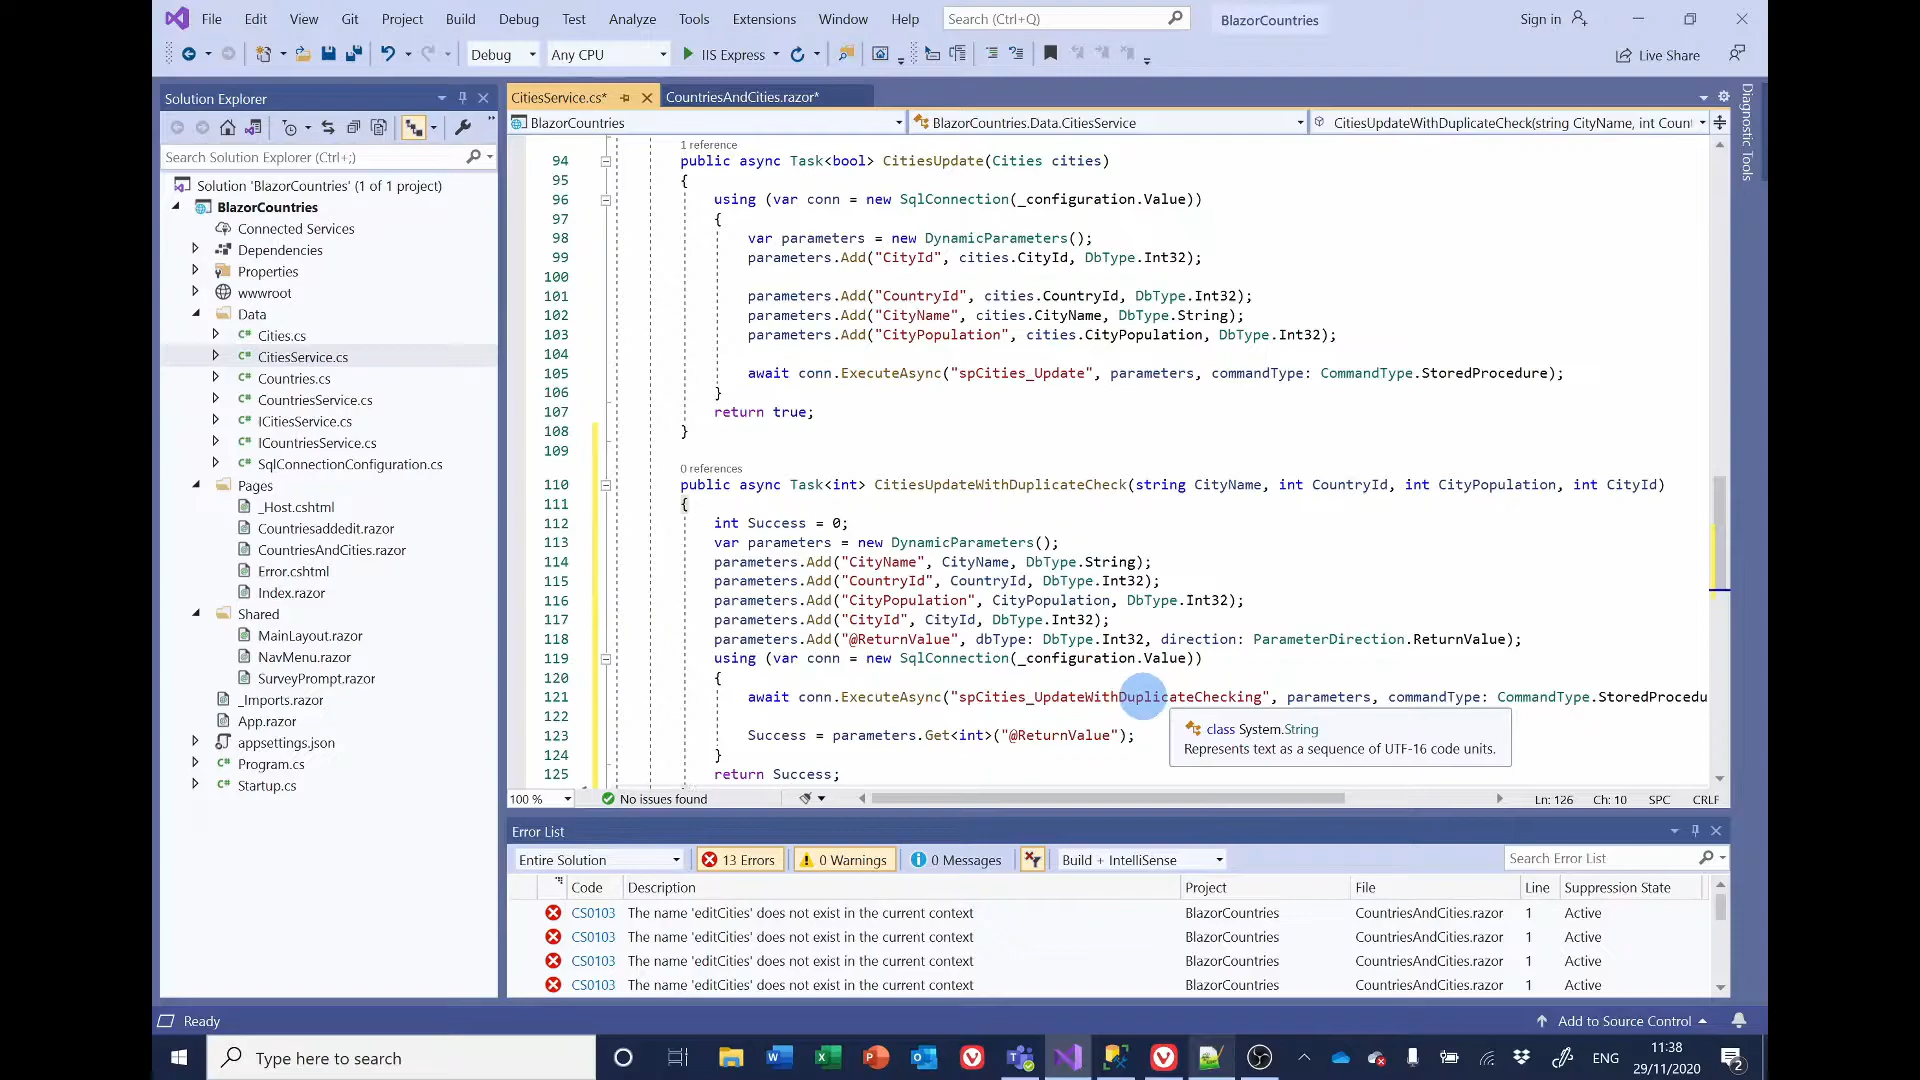 File Edit View Git Project Build Debug Test Analyze Tools Extensions Window Help Search (Ctrl+Q) BlazorCountries Sign in
Debug Any CPU IIS Express Live Share
Solution Explorer
Search Solution Explorer (Ctrl+;)
Solution 'BlazorCountries' (1 of 1 project)
BlazorCountries
Connected Services
Dependencies
Properties
wwwroot
Data
C# Cities.cs
C# CitiesService.cs
C# Countries.cs
C# CountriesService.cs
C# ICitiesService.cs
C# ICountriesService.cs
C# SqlConnectionConfiguration.cs
Pages
_Host.cshtml
Countriesaddedit.razor
CountriesAndCities.razor
Error.cshtml
Index.razor
Shared
MainLayout.razor
NavMenu.razor
SurveyPrompt.razor
_Imports.razor
App.razor
appsettings.json
C# Program.cs
C# Startup.cs
CitiesService.cs* CountriesAndCities.razor*
BlazorCountries BlazorCountries.Data.CitiesService CitiesUpdateWithDuplicateCheck(string CityName, int Count
1 reference
94 public async Task<bool> CitiesUpdate(Cities cities)
95 {
96 using (var conn = new SqlConnection(_configuration.Value))
97 {
98 var parameters = new DynamicParameters();
99 parameters.Add("CityId", cities.CityId, DbType.Int32);
100
101 parameters.Add("CountryId", cities.CountryId, DbType.Int32);
102 parameters.Add("CityName", cities.CityName, DbType.String);
103 parameters.Add("CityPopulation", cities.CityPopulation, DbType.Int32);
104
105 await conn.ExecuteAsync("spCities_Update", parameters, commandType: CommandType.StoredProcedure);
106 }
107 return true;
108 }
109
0 references
110 public async Task<int> CitiesUpdateWithDuplicateCheck(string CityName, int CountryId, int CityPopulation, int CityId)
111 {
112 int Success = 0;
113 var parameters = new DynamicParameters();
114 parameters.Add("CityName", CityName, DbType.String);
115 parameters.Add("CountryId", CountryId, DbType.Int32);
116 parameters.Add("CityPopulation", CityPopulation, DbType.Int32);
117 parameters.Add("CityId", CityId, DbType.Int32);
118 parameters.Add("@ReturnValue", dbType: DbType.Int32, direction: ParameterDirection.ReturnValue);
119 using (var conn = new SqlConnection(_configuration.Value))
120 {
121 await conn.ExecuteAsync("spCities_UpdateWithDuplicateChecking", parameters, commandType: CommandType.StoredProcedu
122
123 Success = parameters.Get<int>("@ReturnValue");
124 }
125 return Success;
class System.String
Represents text as a sequence of UTF-16 code units.
100 % No issues found Ln: 126 Ch: 10 SPC CRLF
Diagnostic Tools
Error List
Entire Solution 13 Errors 0 Warnings 0 Messages Build + IntelliSense Search Error List
Code Description Project File Line Suppression State
CS0103 The name 'editCities' does not exist in the current context BlazorCountries CountriesAndCities.razor 1 Active
CS0103 The name 'editCities' does not exist in the current context BlazorCountries CountriesAndCities.razor 1 Active
CS0103 The name 'editCities' does not exist in the current context BlazorCountries CountriesAndCities.razor 1 Active
CS0103 The name 'editCities' does not exist in the current context BlazorCountries CountriesAndCities.razor 1 Active
Ready Add to Source Control
Type here to search ENG 11:38
29/11/2020 2